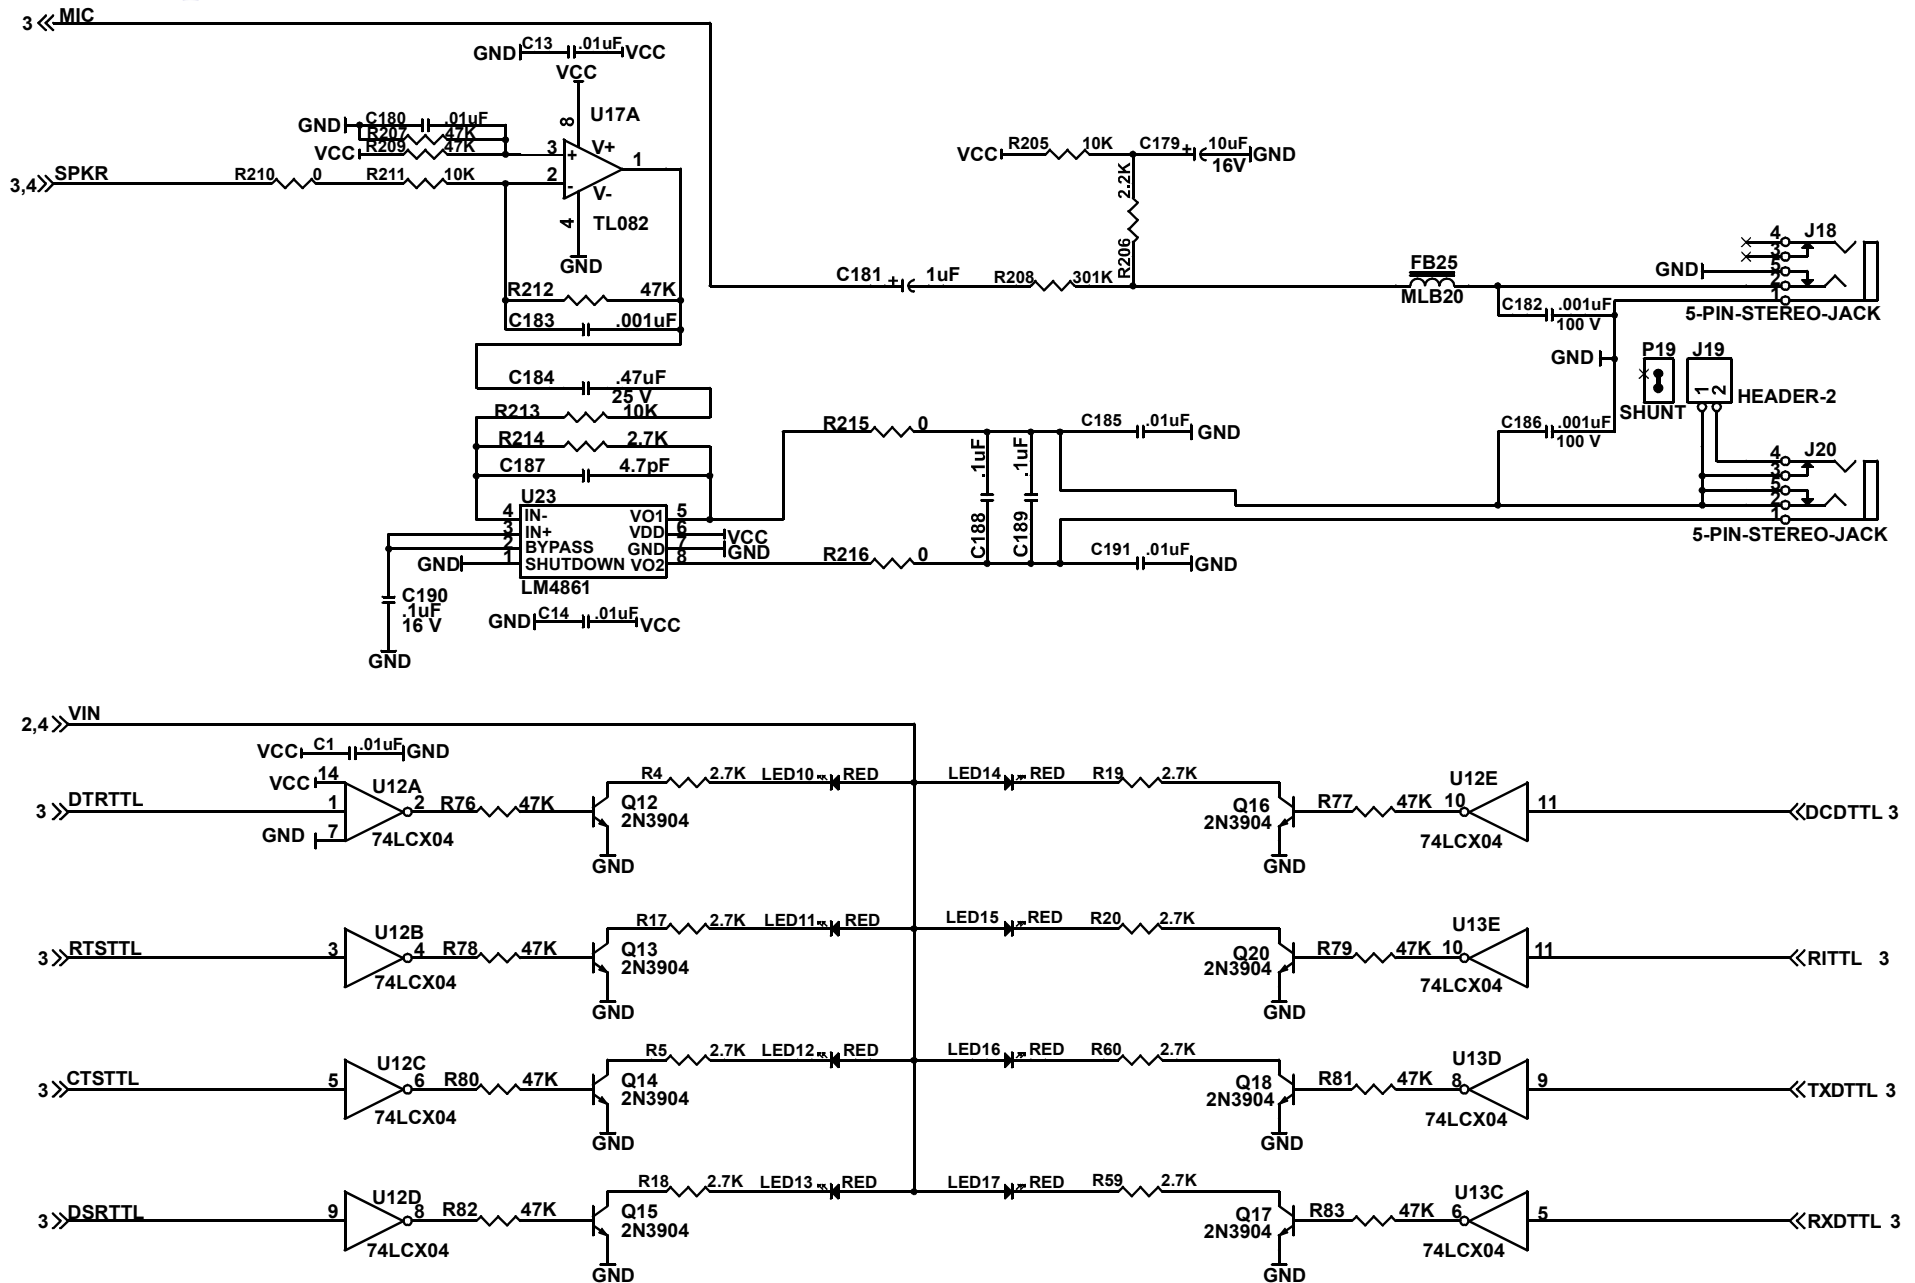 3 MIC
GND C13 .01uF VCC
VCC
8 U17A
GND C180 .01uF
R207 47K
VCC R209 47K
3 + V+ 1
3,4 SPKR R210 0 R211 10K 2 - V-
4 TL082
GND
R212 47K
C183 .001uF
C184 .47uF
25 V
R213 10K
R214 2.7K
C187 4.7pF
U23
4 IN- VO1 5
3 IN+ VDD 6 VCC
2 BYPASS GND 7 GND
GND 1 SHUTDOWN VO2 8
LM4861
C190
.1uF
16 V
GND
GND C14 .01uF VCC
VCC R205 10K C179 + 10uF GND
16V
2.2K
R206
C181 + 1uF R208 301K
FB25
MLB20
4 J18
3
GND 5
2
1
5-PIN-STEREO-JACK
C182 .001uF
100 V
GND
P19 J19
1 2
SHUNT HEADER-2
C186 .001uF
100 V
R215 0 C185 .01uF GND
.1uF .1uF
C188 C189
R216 0 C191 .01uF GND
4 J20
3
5
2
1
5-PIN-STEREO-JACK
2,4 VIN
VCC C1 .01uF GND
VCC 14 U12A
3 DTRTTL 1 2 R76 47K
GND 7
74LCX04
R4 2.7K LED10 RED
Q12
2N3904
GND
LED14 RED R19 2.7K
Q16
2N3904
GND
R77 47K 10 U12E 11 DCDTTL 3
74LCX04
3 RTSTTL 3 U12B 4 R78 47K
74LCX04
R17 2.7K LED11 RED
Q13
2N3904
GND
LED15 RED R20 2.7K
Q20
2N3904
GND
R79 47K 10 U13E 11 RITTL 3
74LCX04
3 CTSTTL 5 U12C 6 R80 47K
74LCX04
R5 2.7K LED12 RED
Q14
2N3904
GND
LED16 RED R60 2.7K
Q18
2N3904
GND
R81 47K 8 U13D 9 TXDTTL 3
74LCX04
3 DSRTTL 9 U12D 8 R82 47K
74LCX04
R18 2.7K LED13 RED
Q15
2N3904
GND
LED17 RED R59 2.7K
Q17
2N3904
GND
R83 47K 6 U13C 5 RXDTTL 3
74LCX04